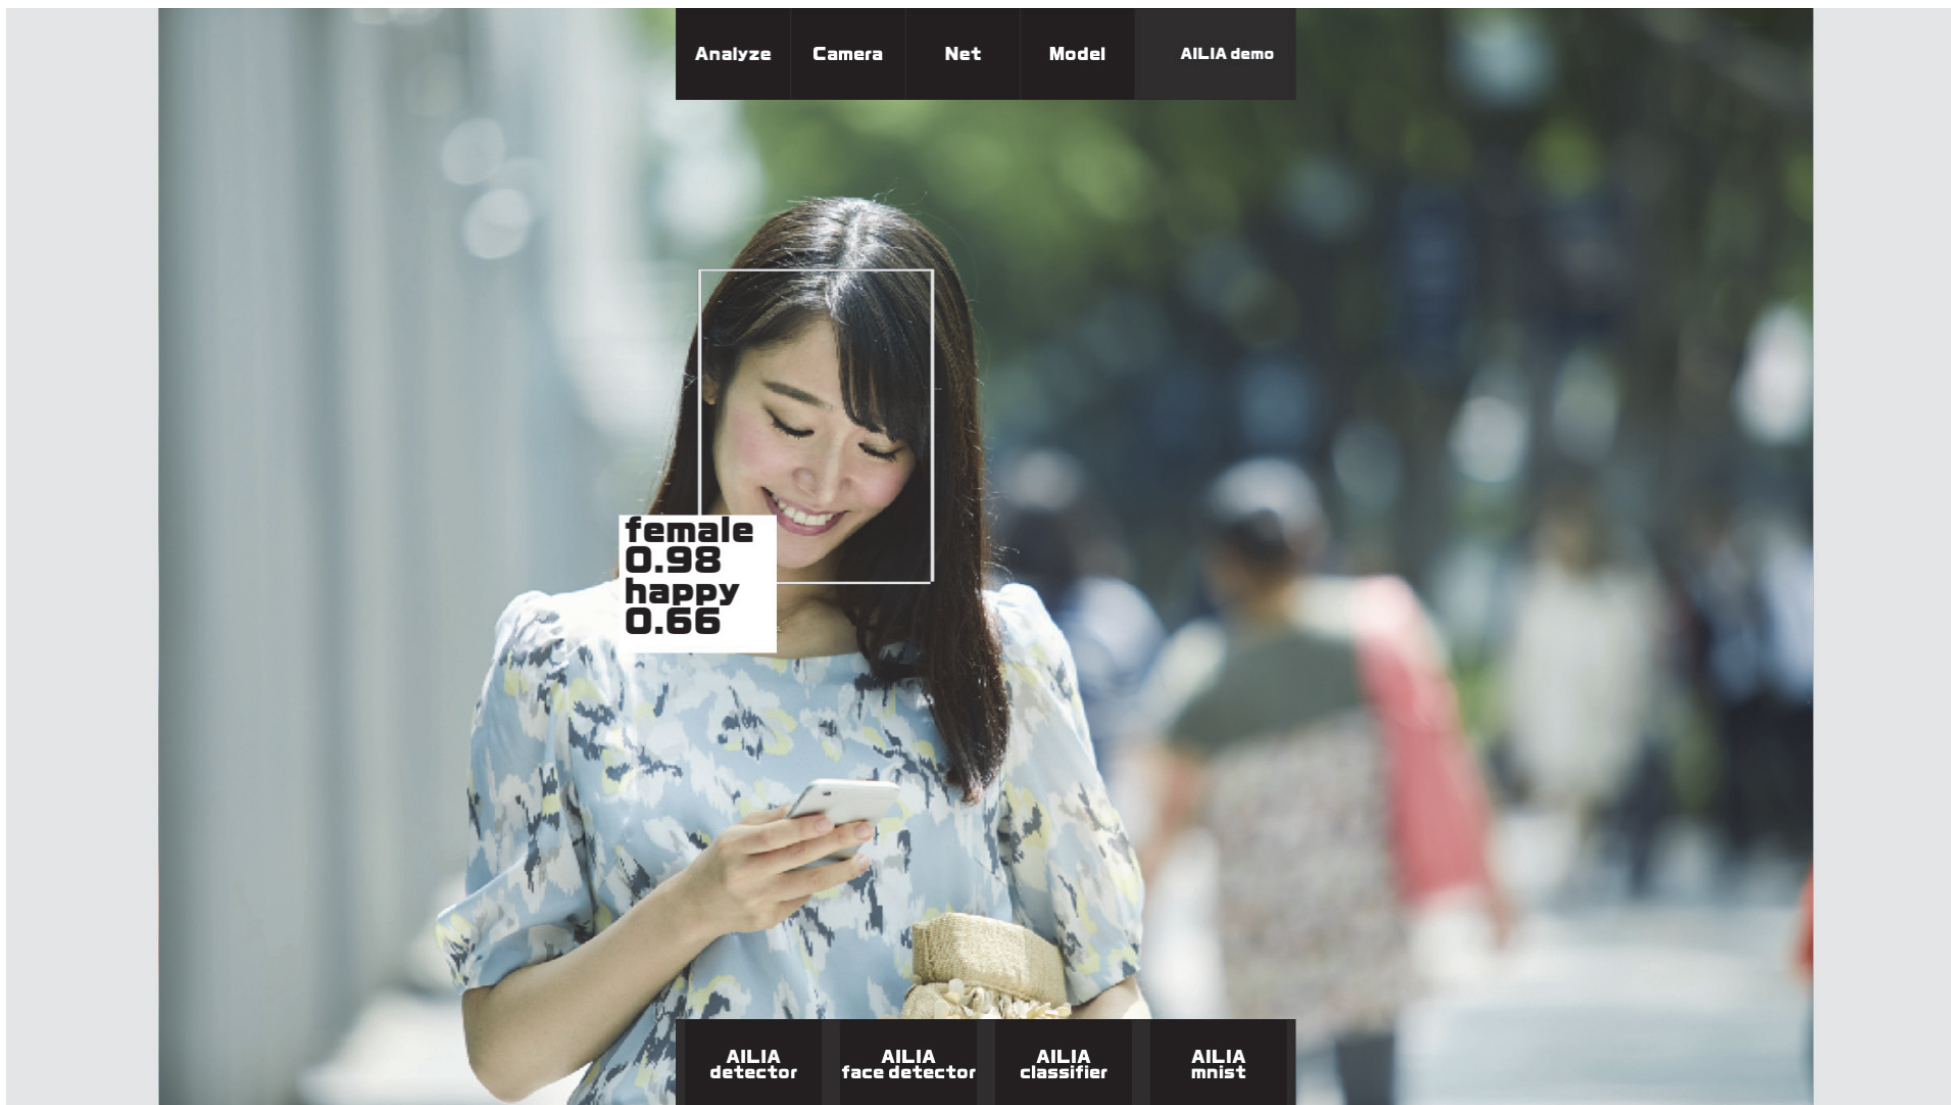 Analyze
Camera
Net
Model
AILIA demo
female
0.98
happy
0.66
AILIA
detector
AILIA
face detector
AILIA
classifier
AILIA
mnist